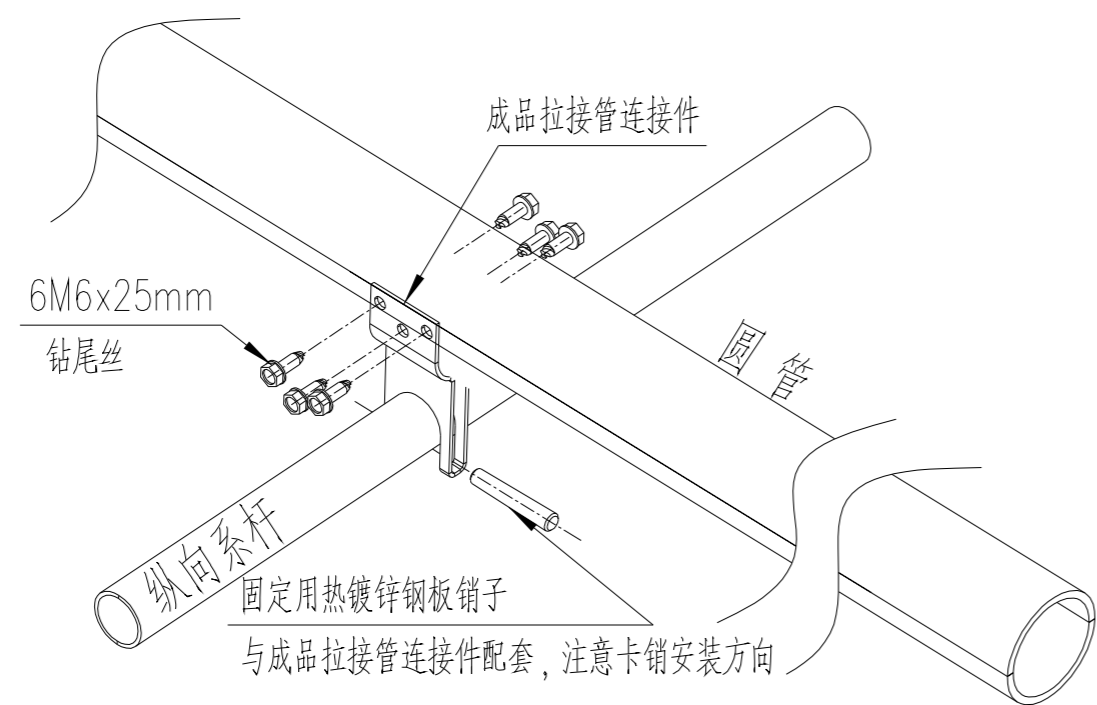 成品拉接管连接件
6M6x25mm
钻尾丝
圆管
纵向系杆
固定用热镀锌钢板销子
与成品拉接管连接件配套,注意卡销安装方向